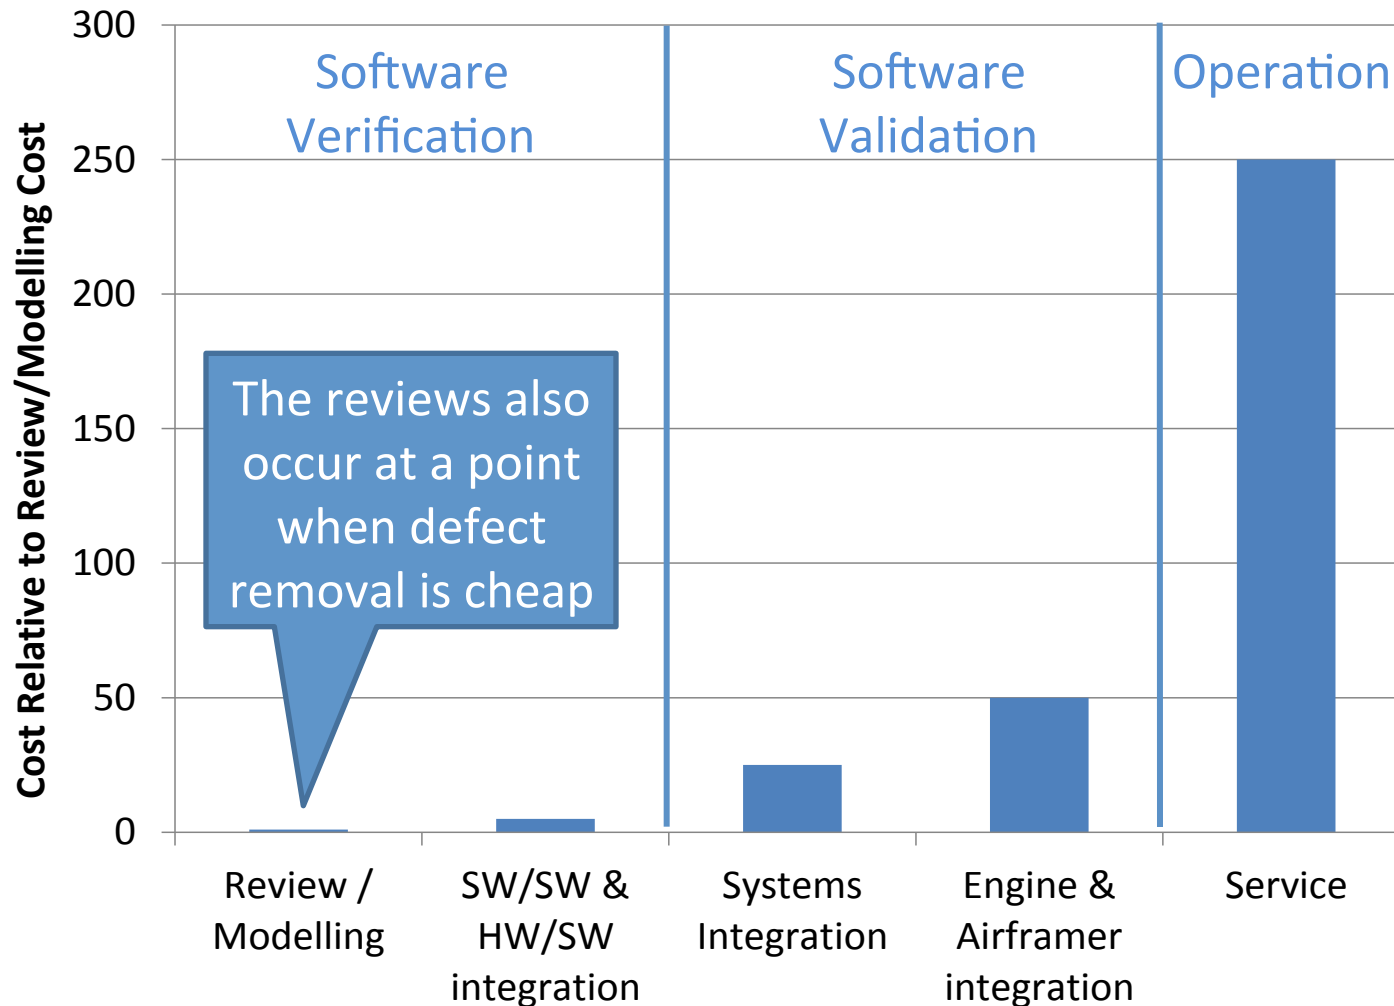 Cost Relative to Review/Modelling Cost
300
250
200
150
100
50
0
Software
Verification
Software
Validation
Operation
The reviews also
occur at a point
when defect
removal is cheap
Review /
Modelling
SW/SW &
HW/SW
integration
Systems
Integration
Engine &
Airframer
integration
Service